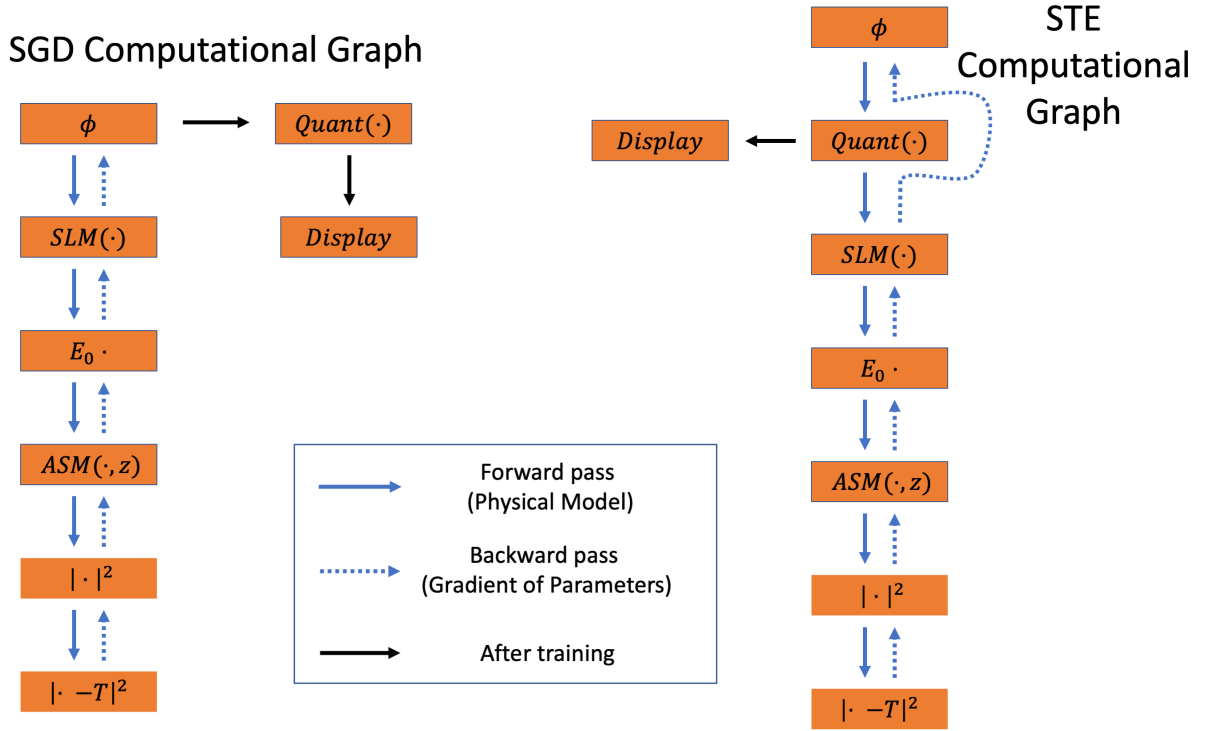 SGD Computational Graph
ϕ
Quant(·)
SLM(·)
Display
E₀ ·
ASM(·, z)
|·|²
|· −T|²
Forward pass
(Physical Model)
Backward pass
(Gradient of Parameters)
After training
STE
Computational
Graph
ϕ
Display
Quant(·)
SLM(·)
E₀ ·
ASM(·, z)
|·|²
|· −T|²